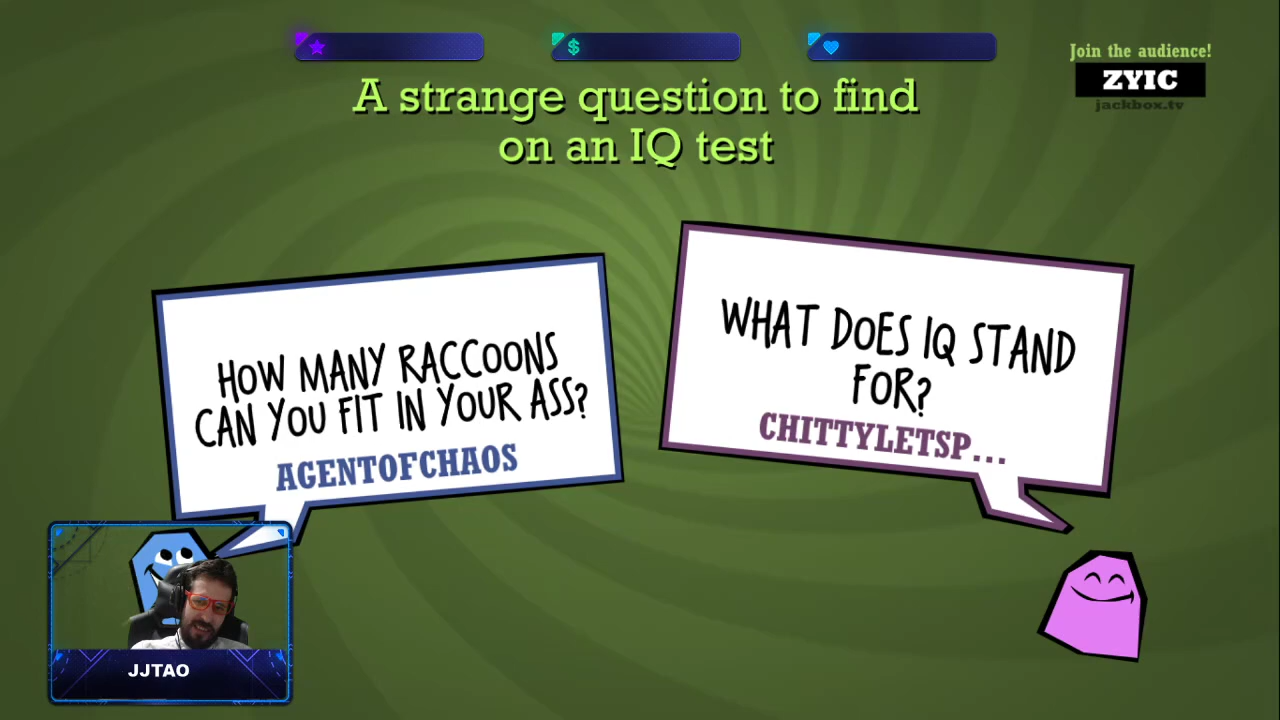 Join the audience!
ZYIC
jackbox.tv
A strange question to find
on an IQ test
HOW MANY RACCOONS
CAN YOU FIT IN YOUR ASS?
AGENTOFCHAOS
WHAT DOES IQ STAND
FOR?
CHITTYLETSP...
JJTAO